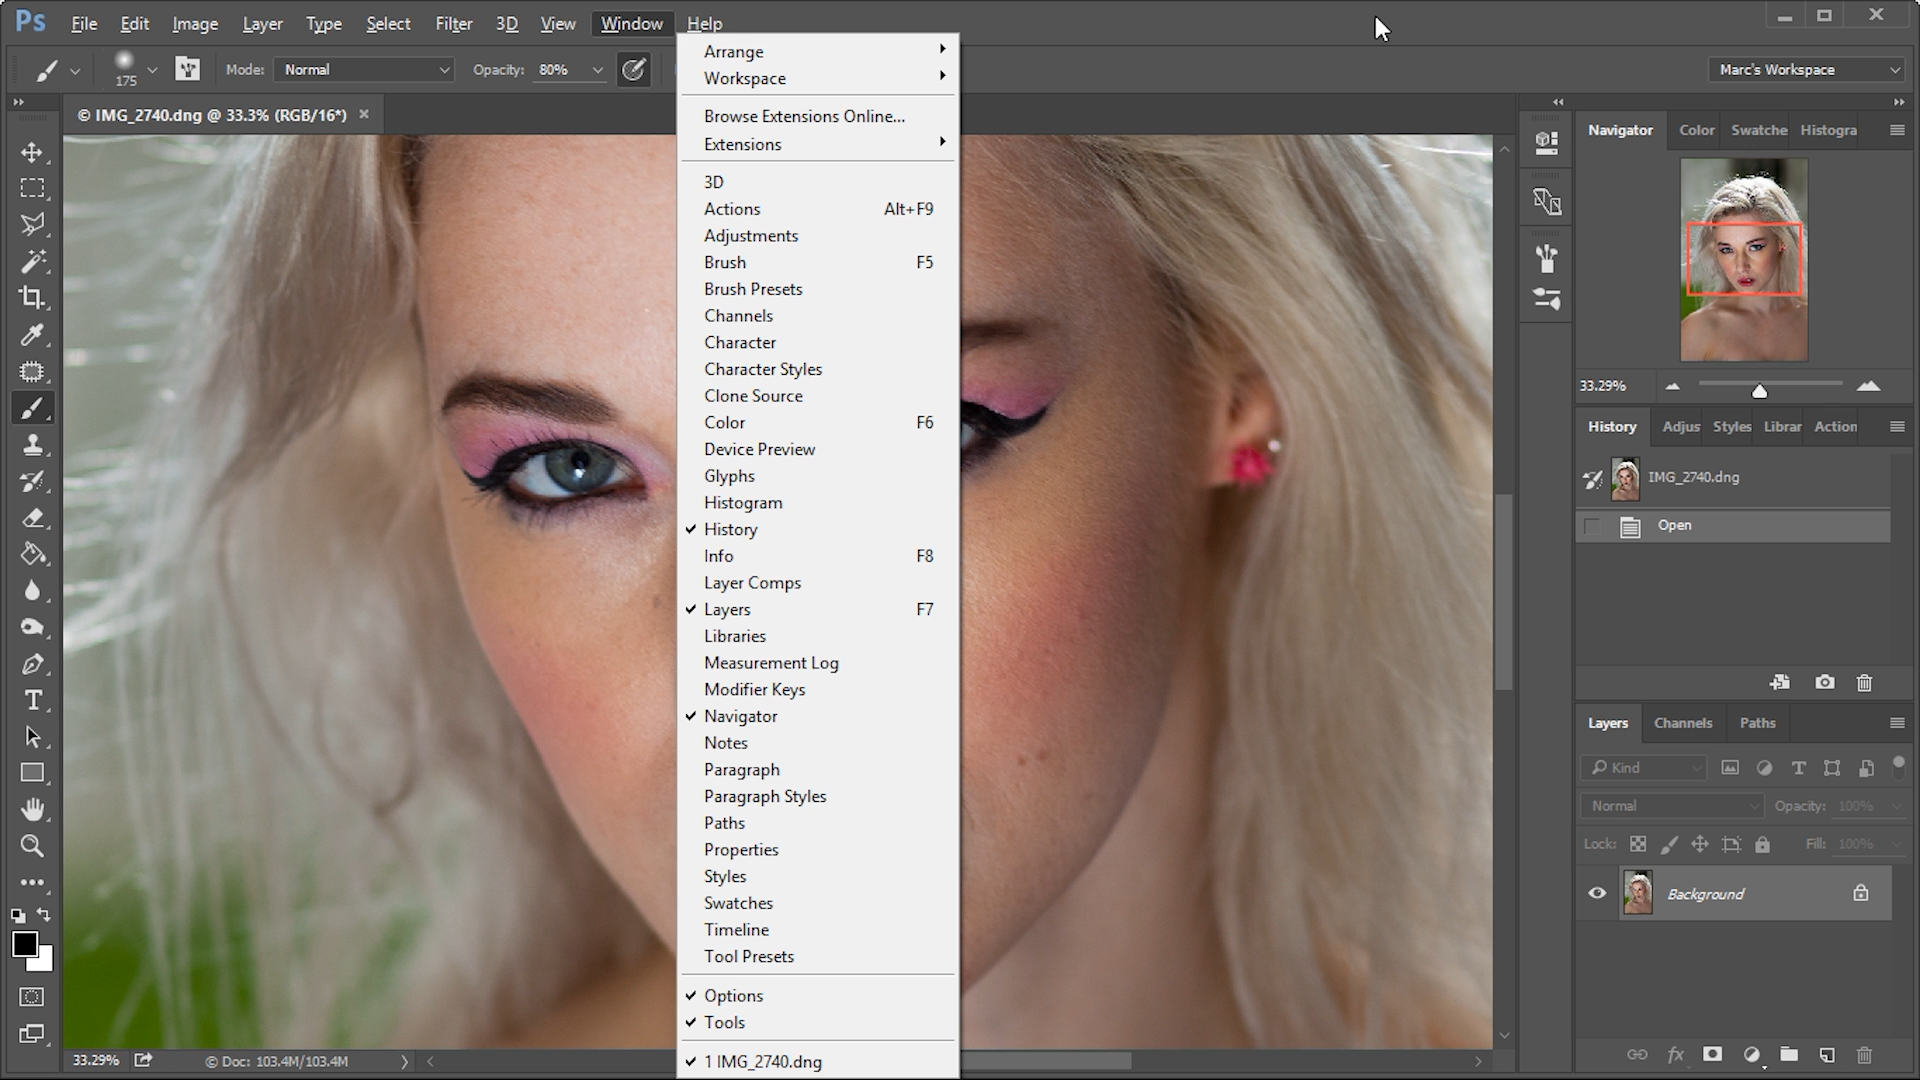 Ps File Edit Image Layer Type Select Filter 3D View Window Help
175 Mode: Normal Opacity: 80% Marc's Workspace
© IMG_2740.dng @ 33.3% (RGB/16*) ×
Arrange
Workspace
Browse Extensions Online...
Extensions
3D
Actions Alt+F9
Adjustments
Brush F5
Brush Presets
Channels
Character
Character Styles
Clone Source
Color F6
Device Preview
Glyphs
Histogram
History
Info F8
Layer Comps
Layers F7
Libraries
Measurement Log
Modifier Keys
Navigator
Notes
Paragraph
Paragraph Styles
Paths
Properties
Styles
Swatches
Timeline
Tool Presets
Options
Tools
1 IMG_2740.dng
Navigator Color Swatche Histogra
33.29%
History Adjus Styles Librar Action
IMG_2740.dng
Open
Layers Channels Paths
Kind
Normal Opacity: 100%
Lock: Fill: 100%
Background
fx
33.29% © Doc: 103.4M/103.4M